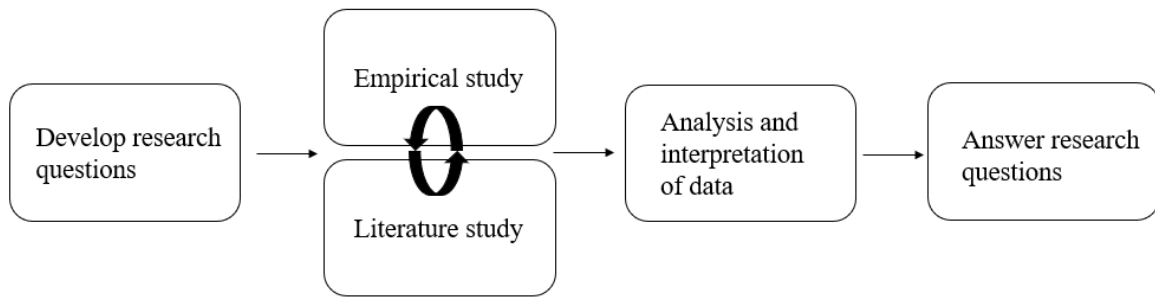 Develop research
questions
Empirical study
Literature study
Analysis and
interpretation
of data
Answer research
questions